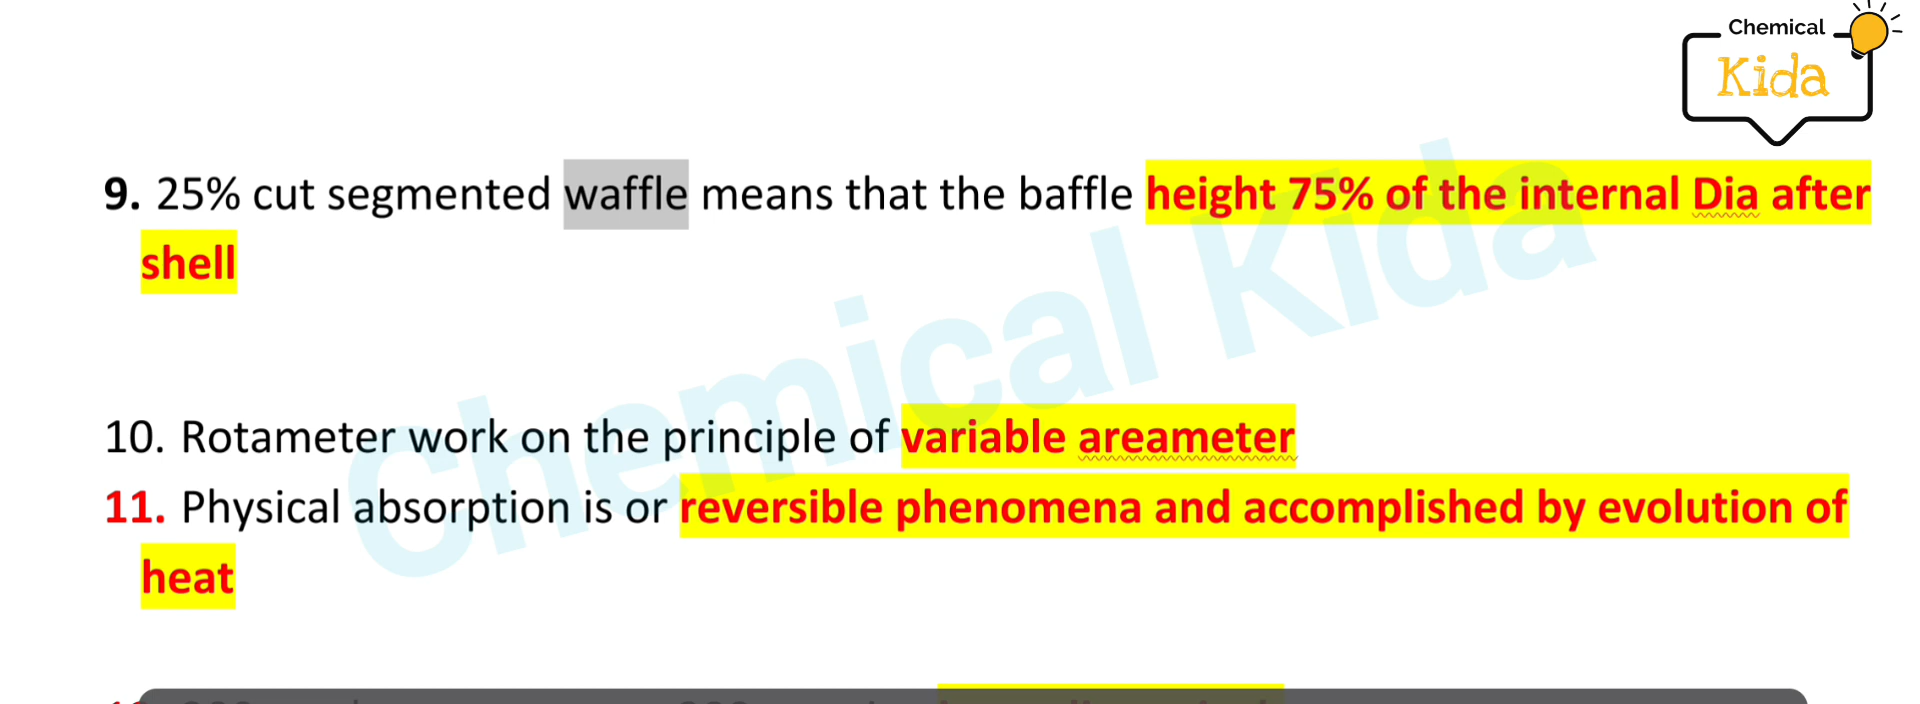 Chemical
Kida
9. 25% cut segmented waffle means that the baffle height 75% of the internal Dia after
shell
Chemical Kida
10. Rotameter work on the principle of variable areameter
11. Physical absorption is or reversible phenomena and accomplished by evolution of
heat